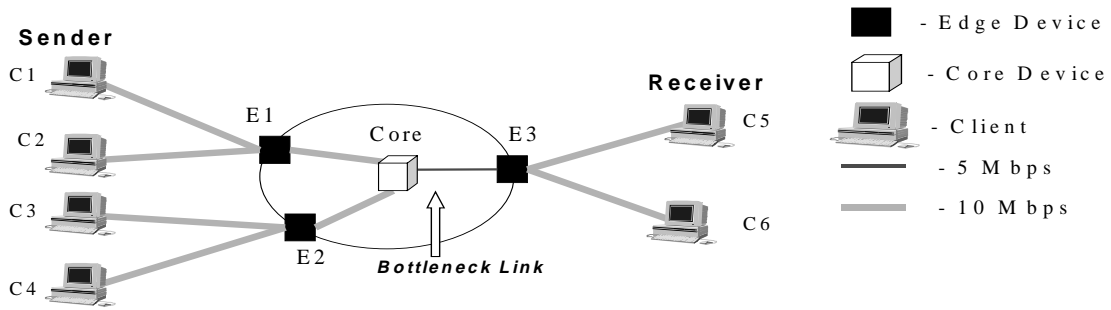 Sender
C1
C2
C3
C4
E1
E2
Core
E3
Bottleneck Link
Receiver
C5
C6
- Edge Device
- Core Device
- Client
- 5 Mbps
- 10 Mbps